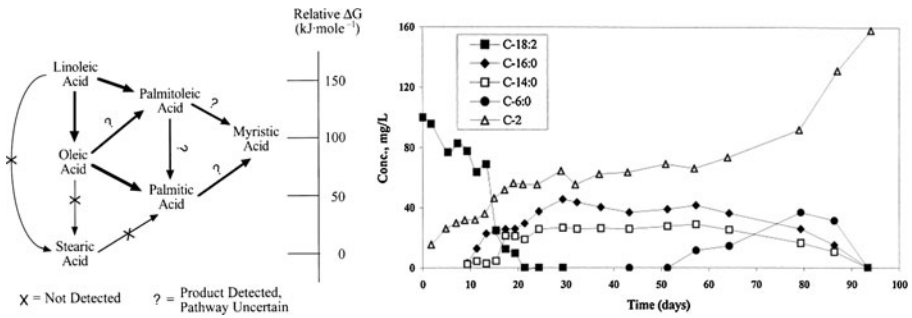 Relative ΔG
(kJ·mole⁻¹)
Linoleic
Acid
Palmitoleic
Acid
Myristic
Acid
Oleic
Acid
Palmitic
Acid
Stearic
Acid
?
?
?
?
X
X
X
150
100
50
0
X = Not Detected
? = Product Detected,
Pathway Uncertain
160
120
80
40
0
Conc., mg/L
C-18:2
C-16:0
C-14:0
C-6:0
C-2
0 10 20 30 40 50 60 70 80 90 100
Time (days)